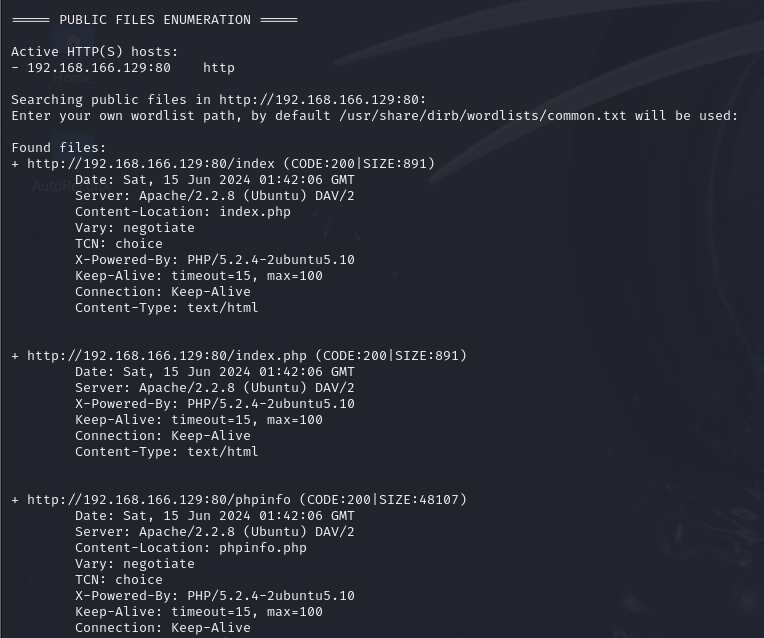 ===== PUBLIC FILES ENUMERATION =====
Active HTTP(S) hosts:
- 192.168.166.129:80    http
Searching public files in http://192.168.166.129:80:
Enter your own wordlist path, by default /usr/share/dirb/wordlists/common.txt will be used:
Found files:
+ http://192.168.166.129:80/index (CODE:200|SIZE:891)
        Date: Sat, 15 Jun 2024 01:42:06 GMT
        Server: Apache/2.2.8 (Ubuntu) DAV/2
        Content-Location: index.php
        Vary: negotiate
        TCN: choice
        X-Powered-By: PHP/5.2.4-2ubuntu5.10
        Keep-Alive: timeout=15, max=100
        Connection: Keep-Alive
        Content-Type: text/html
+ http://192.168.166.129:80/index.php (CODE:200|SIZE:891)
        Date: Sat, 15 Jun 2024 01:42:06 GMT
        Server: Apache/2.2.8 (Ubuntu) DAV/2
        X-Powered-By: PHP/5.2.4-2ubuntu5.10
        Keep-Alive: timeout=15, max=100
        Connection: Keep-Alive
        Content-Type: text/html
+ http://192.168.166.129:80/phpinfo (CODE:200|SIZE:48107)
        Date: Sat, 15 Jun 2024 01:42:06 GMT
        Server: Apache/2.2.8 (Ubuntu) DAV/2
        Content-Location: phpinfo.php
        Vary: negotiate
        TCN: choice
        X-Powered-By: PHP/5.2.4-2ubuntu5.10
        Keep-Alive: timeout=15, max=100
        Connection: Keep-Alive
Home